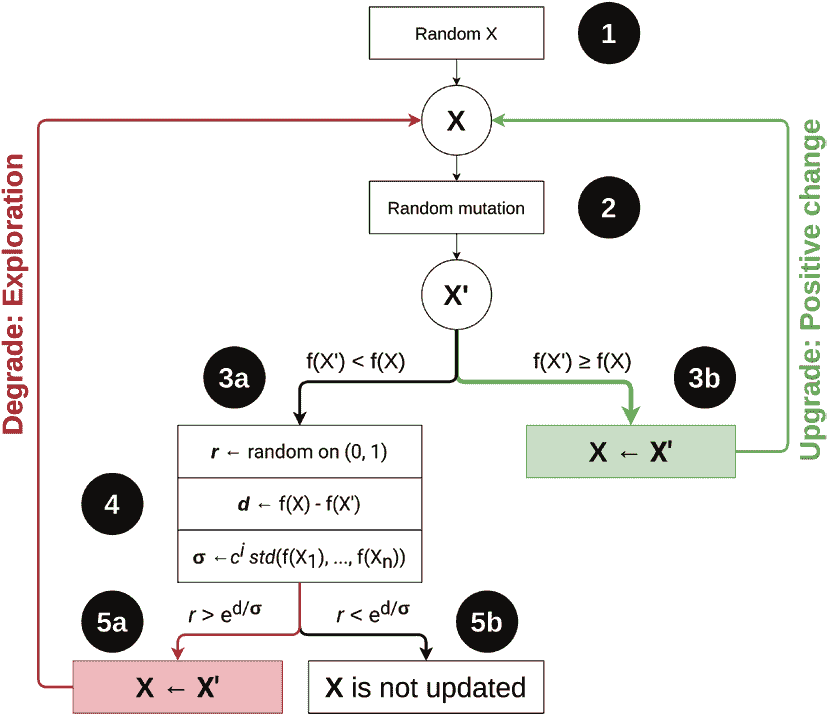 Random X
1
X
Random mutation
2
X'
f(X') < f(X)
f(X') ≥ f(X)
3a
3b
r ← random on (0, 1)
X ← X'
d ← f(X) - f(X')
4
σ ←c^j std(f(X₁), ..., f(Xₙ))
5a
r > e^d/σ
r < e^d/σ
5b
X ← X'
X is not updated
Degrade: Exploration
Upgrade: Positive change